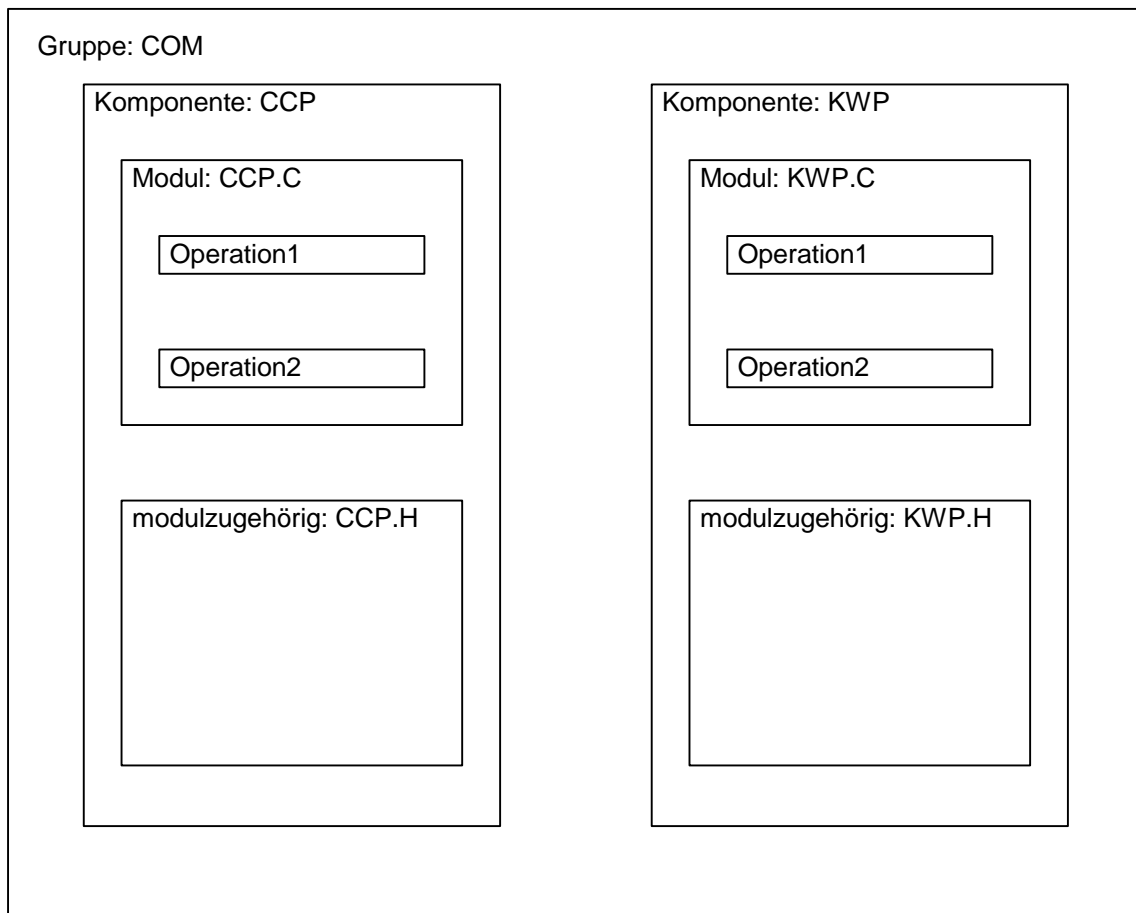 Gruppe: COM
Komponente: CCP
Modul: CCP.C
Operation1
Operation2
modulzugehörig: CCP.H
Komponente: KWP
Modul: KWP.C
Operation1
Operation2
modulzugehörig: KWP.H